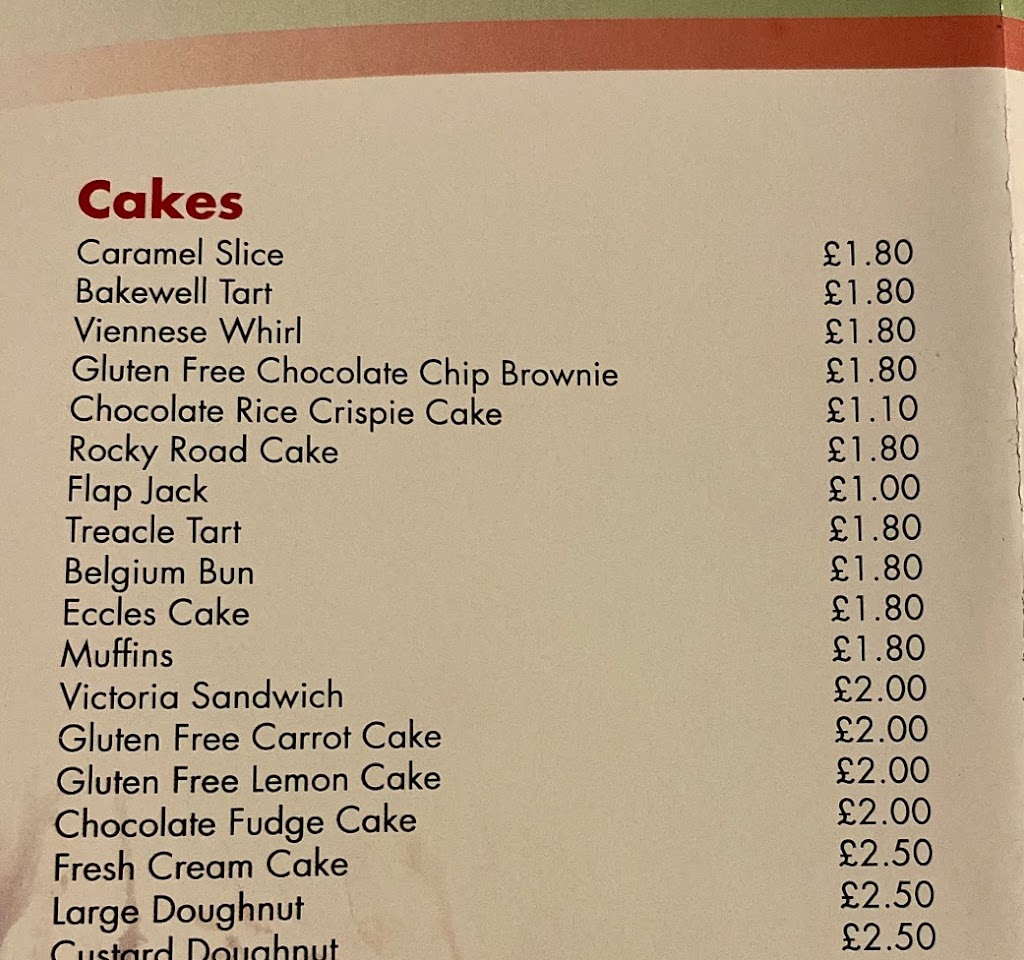 Cakes
Caramel Slice £1.80
Bakewell Tart £1.80
Viennese Whirl £1.80
Gluten Free Chocolate Chip Brownie £1.80
Chocolate Rice Crispie Cake £1.10
Rocky Road Cake £1.80
Flap Jack £1.00
Treacle Tart £1.80
Belgium Bun £1.80
Eccles Cake £1.80
Muffins £1.80
Victoria Sandwich £2.00
Gluten Free Carrot Cake £2.00
Gluten Free Lemon Cake £2.00
Chocolate Fudge Cake £2.00
Fresh Cream Cake £2.50
Large Doughnut £2.50
Custard Doughnut £2.50